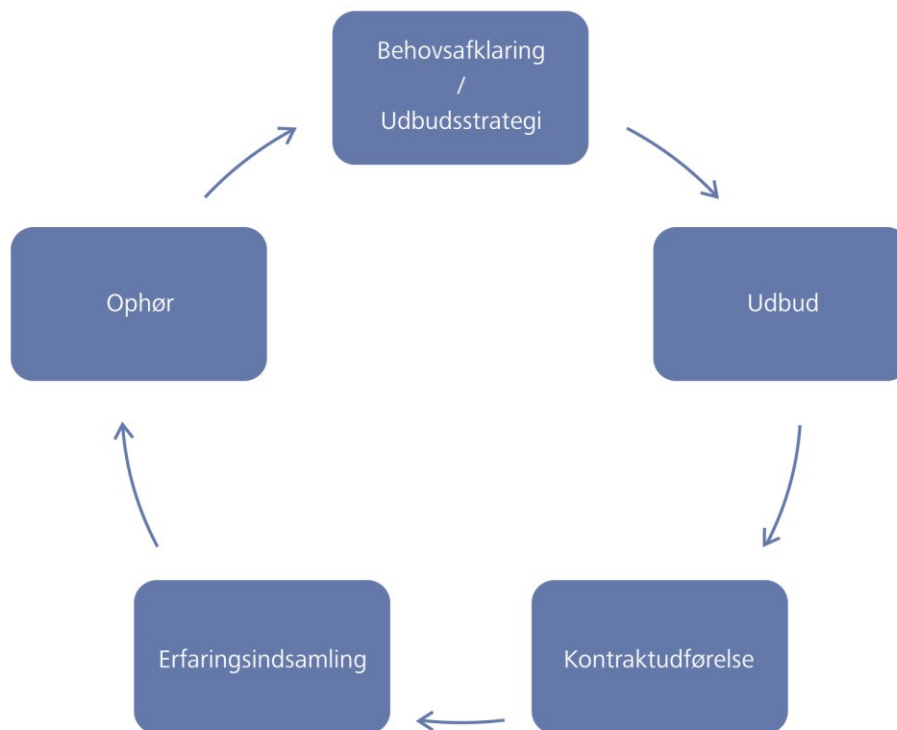 Behovsafklaring
/
Udbudsstrategi
Udbud
Kontraktudførelse
Erfaringsindsamling
Ophør